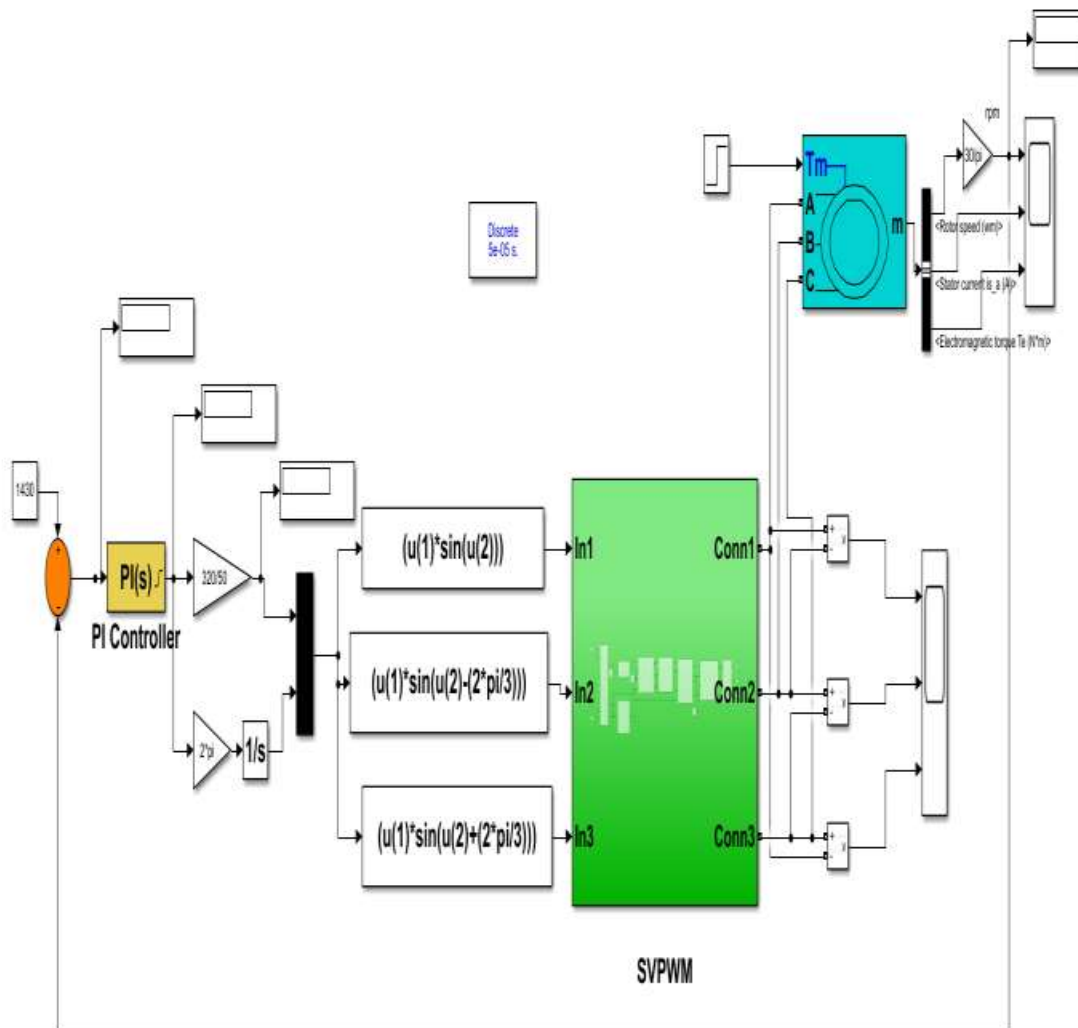 rpm
30/pi
Tm
A
B
C
m
<Rotor speed (wm)>
<Stator current is_a (A)>
<Electromagnetic torque Te (N*m)>
Discrete
5e-05 s.
1430
+
-
PI(s)
PI Controller
320/50
2*pi
1/s
(u(1)*sin(u(2)))
(u(1)*sin(u(2)-(2*pi/3)))
(u(1)*sin(u(2)+(2*pi/3)))
In1
In2
In3
Conn1
Conn2
Conn3
+
-
v
+
-
v
+
-
v
SVPWM